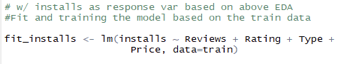 # w/ installs as response var based on above EDA
#Fit and training the model based on the train data
fit_installs <- lm(installs ~ Reviews + Rating + Type +
Price, data=train)